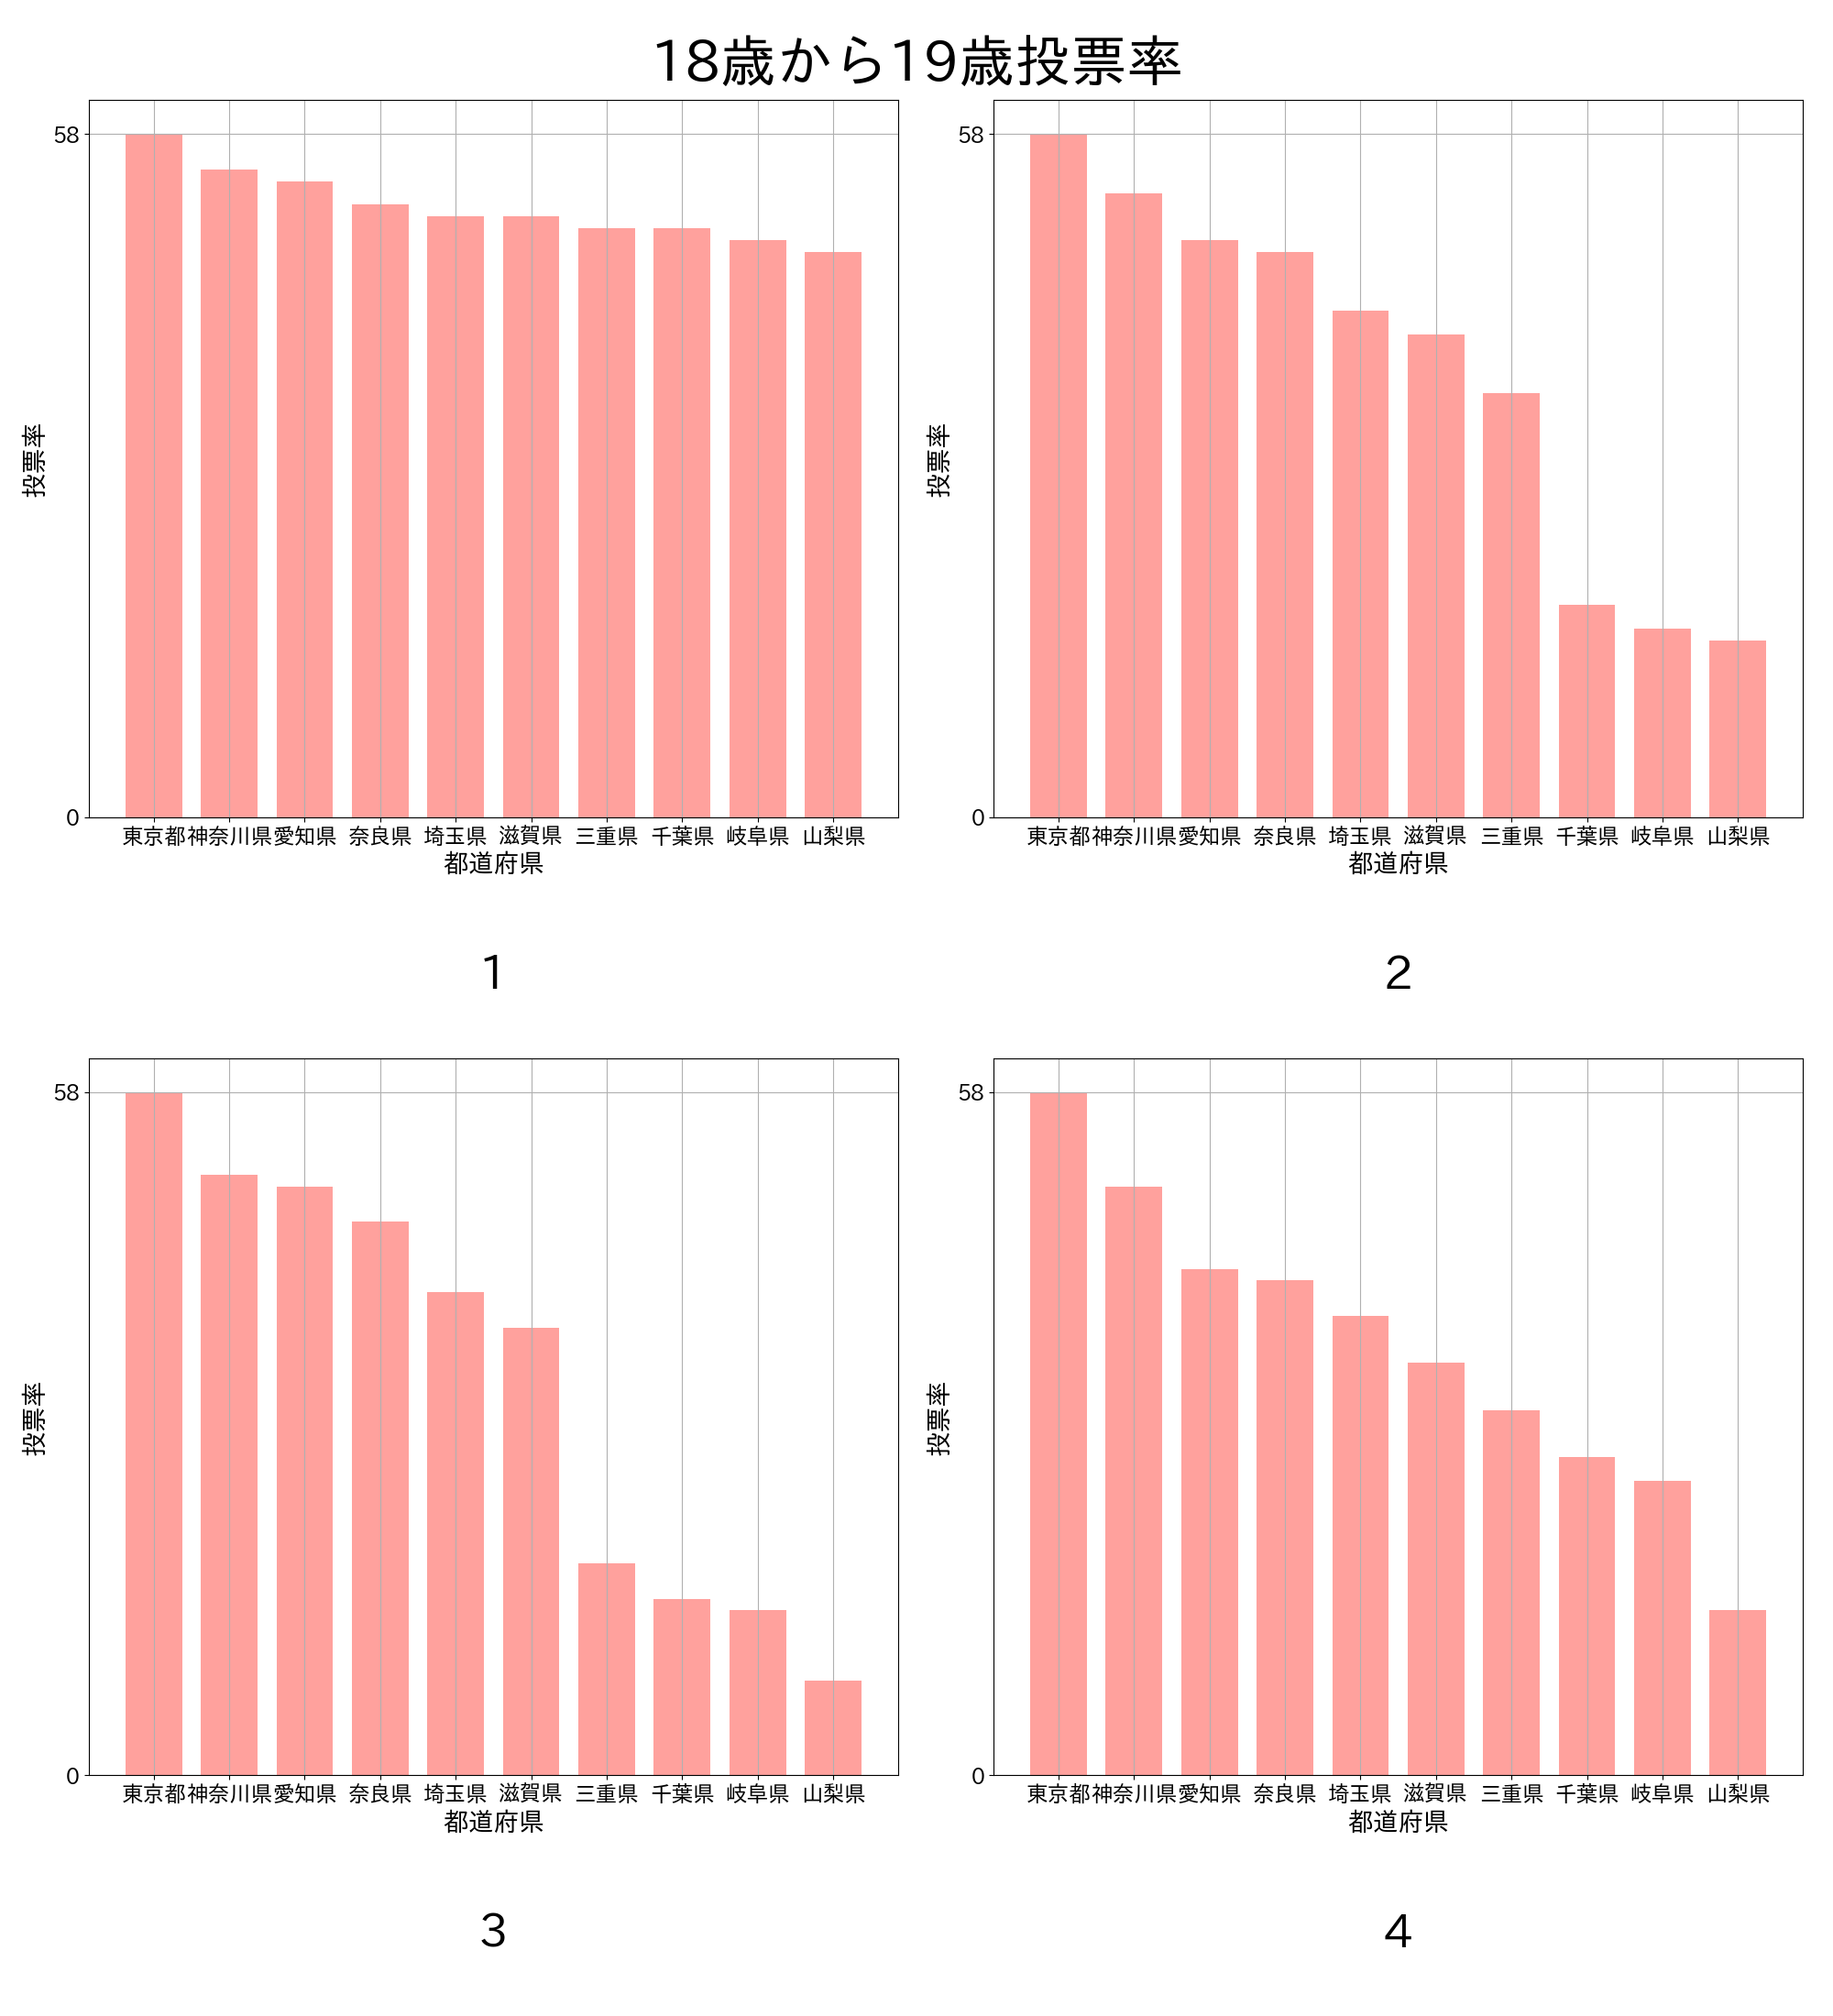 18歳から19歳投票率
58
0
投票率
東京都 神奈川県 愛知県 奈良県 埼玉県 滋賀県 三重県 千葉県 岐阜県 山梨県
都道府県
1
58
0
投票率
東京都 神奈川県 愛知県 奈良県 埼玉県 滋賀県 三重県 千葉県 岐阜県 山梨県
都道府県
2
58
0
投票率
東京都 神奈川県 愛知県 奈良県 埼玉県 滋賀県 三重県 千葉県 岐阜県 山梨県
都道府県
3
58
0
投票率
東京都 神奈川県 愛知県 奈良県 埼玉県 滋賀県 三重県 千葉県 岐阜県 山梨県
都道府県
4